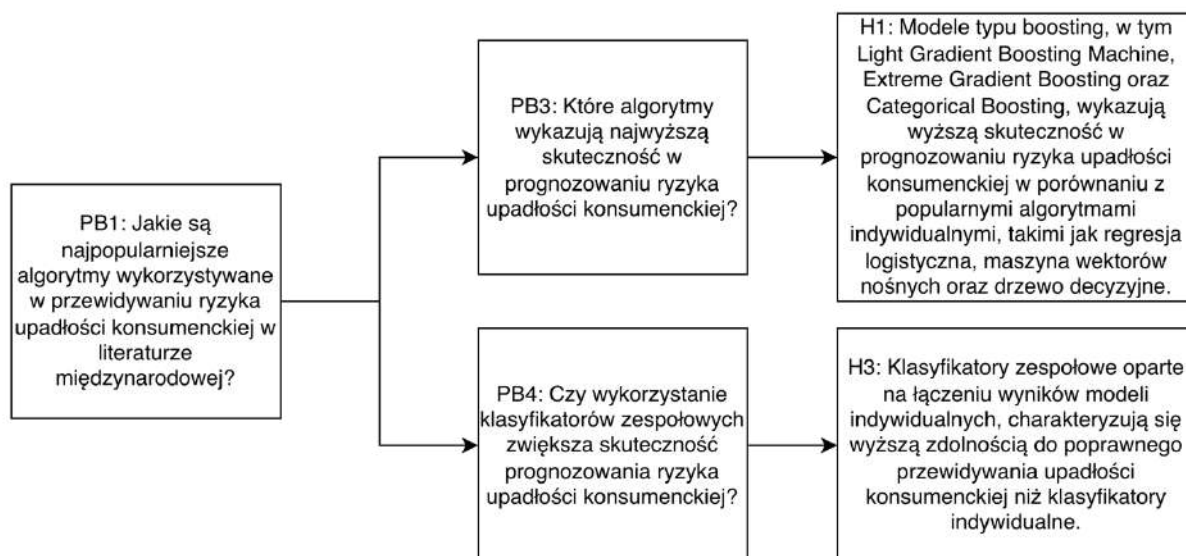 PB1: Jakie są
najpopularniejsze
algorytmy wykorzystywane
w przewidywaniu ryzyka
upadłości konsumenckiej w
literaturze
międzynarodowej?
PB3: Które algorytmy
wykazują najwyższą
skuteczność w
prognozowaniu ryzyka
upadłości konsumenckiej?
H1: Modele typu boosting, w tym
Light Gradient Boosting Machine,
Extreme Gradient Boosting oraz
Categorical Boosting, wykazują
wyższą skuteczność w
prognozowaniu ryzyka upadłości
konsumenckiej w porównaniu z
popularnymi algorytmami
indywidualnymi, takimi jak regresja
logistyczna, maszyna wektorów
nośnych oraz drzewo decyzyjne.
PB4: Czy wykorzystanie
klasyfikatorów zespołowych
zwiększa skuteczność
prognozowania ryzyka
upadłości konsumenckiej?
H3: Klasyfikatory zespołowe oparte
na łączeniu wyników modeli
indywidualnych, charakteryzują się
wyższą zdolnością do poprawnego
przewidywania upadłości
konsumenckiej niż klasyfikatory
indywidualne.